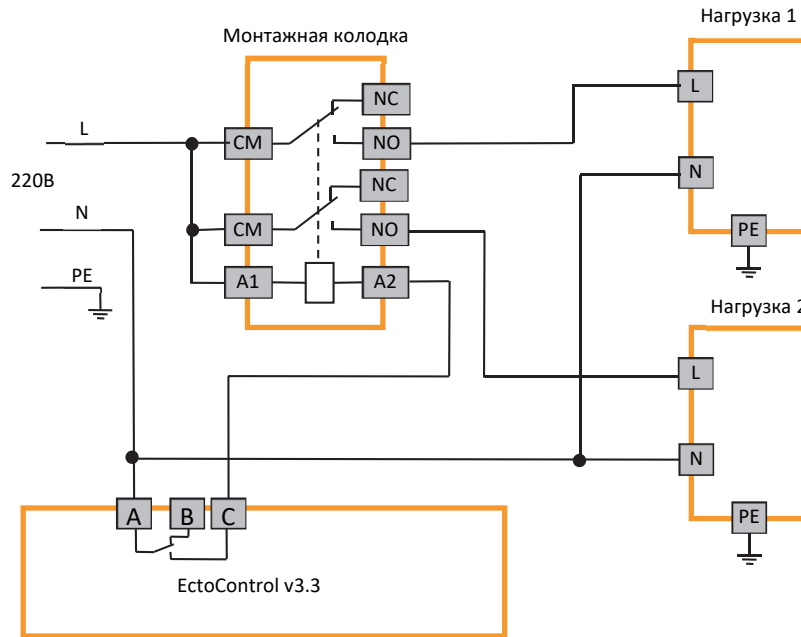 Нагрузка 1
Монтажная колодка
L
NC
L
CM
NO
220В
NC
N
N
CM
NO
PE
PE
A1
A2
Нагрузка 2
L
N
A
B
C
PE
EctoControl v3.3